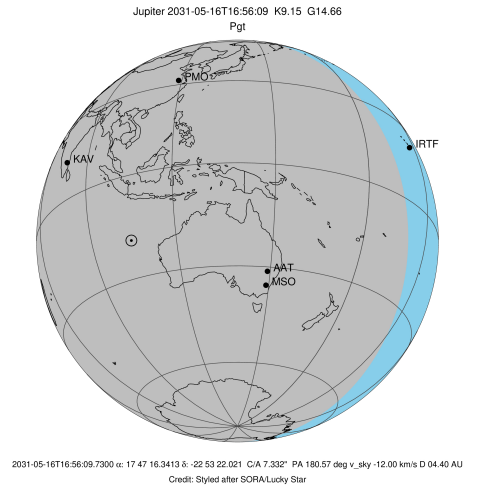 Jupiter 2031-05-16T16:56:09 K9.15 G14.66
Pgt
PMO
IRTF
KAV
AAT
MSO
2031-05-16T16:56:09.7300 α: 17 47 16.3413 δ: -22 53 22.021 C/A 7.332" PA 180.57 deg v_sky -12.00 km/s D 04.40 AU
Credit: Styled after SORA/Lucky Star